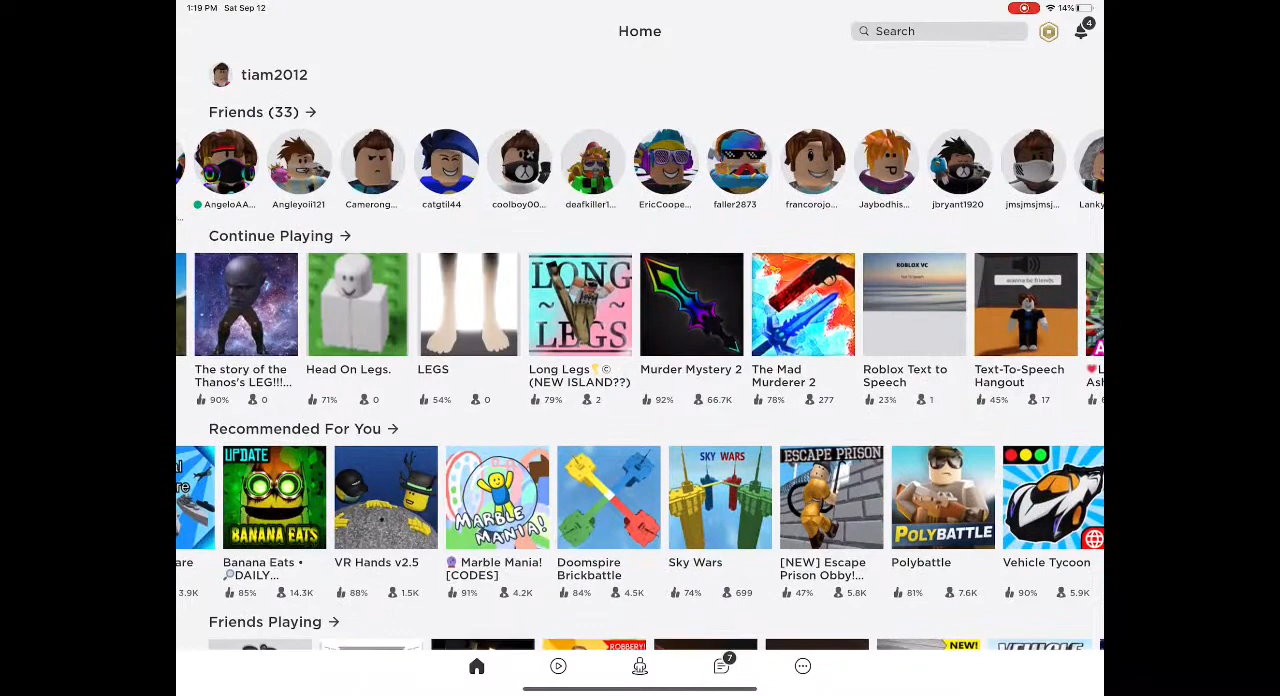 1:19 PM Sat Sep 12
14%
Home
Search
4
tiam2012
Friends (33) →
AngeloAA... Angleyoii121 Camerong... catgtil44 coolboy00... deafkiller1... EricCoope... faller2873 francorojo... Jaybodhis... jbryant1920 jmsjmsjmsj... Lanky
Continue Playing →
LONG
~ ~
LEGS
ROBLOX VC
wanna be friends
The story of the Head On Legs. LEGS Long Legs💡© Murder Mystery 2 The Mad Roblox Text to Text-To-Speech
Thanos's LEG!!!... (NEW ISLAND??) Murderer 2 Speech Hangout
90% 0 71% 0 54% 0 79% 2 92% 66.7K 78% 277 23% 1 45% 17
Recommended For You →
UPDATE
BANANA EATS
MARBLE
MANIA!
SKY WARS
ESCAPE PRISON
POLYBATTLE
Banana Eats • VR Hands v2.5 🔮 Marble Mania! Doomspire Sky Wars [NEW] Escape Polybattle Vehicle Tycoon
🔎DAILY... [CODES] Brickbattle Prison Obby!...
3.9K 85% 14.3K 88% 1.5K 91% 4.2K 84% 4.5K 74% 699 47% 5.8K 81% 7.6K 90% 5.9K
Friends Playing →
ROBBERY
NEW!
VEHICLE
7